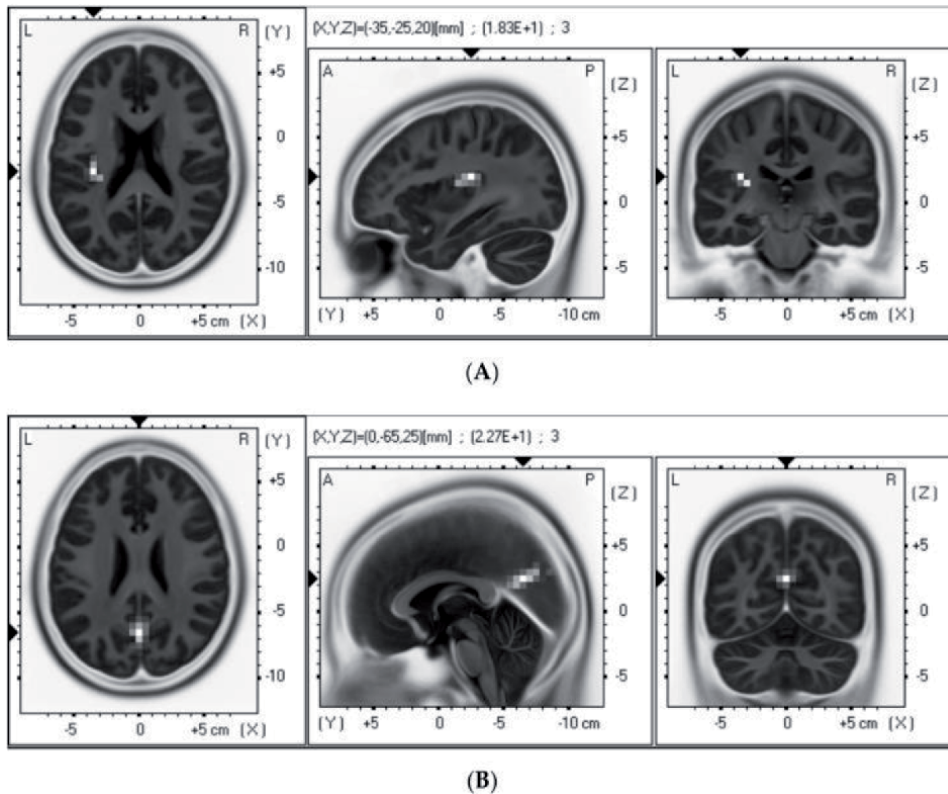 L R (Y) (X,Y,Z)=(-35,-25,20)[mm] ; (1.83E+1) ; 3
A P (Z) L R (Z)
+5 +5 +5
0
0 0
-5
-5 -5
-10
-5 0 +5 cm (X) (Y) +5 0 -5 -10 cm -5 0 +5 cm (X)
(A)
L R (Y) (X,Y,Z)=(0,-65,25)[mm] ; (2.27E+1) ; 3
A P (Z) L R (Z)
+5 +5 +5
0
0 0
-5
-5 -5
-10
-5 0 +5 cm (X) (Y) +5 0 -5 -10 cm -5 0 +5 cm (X)
(B)